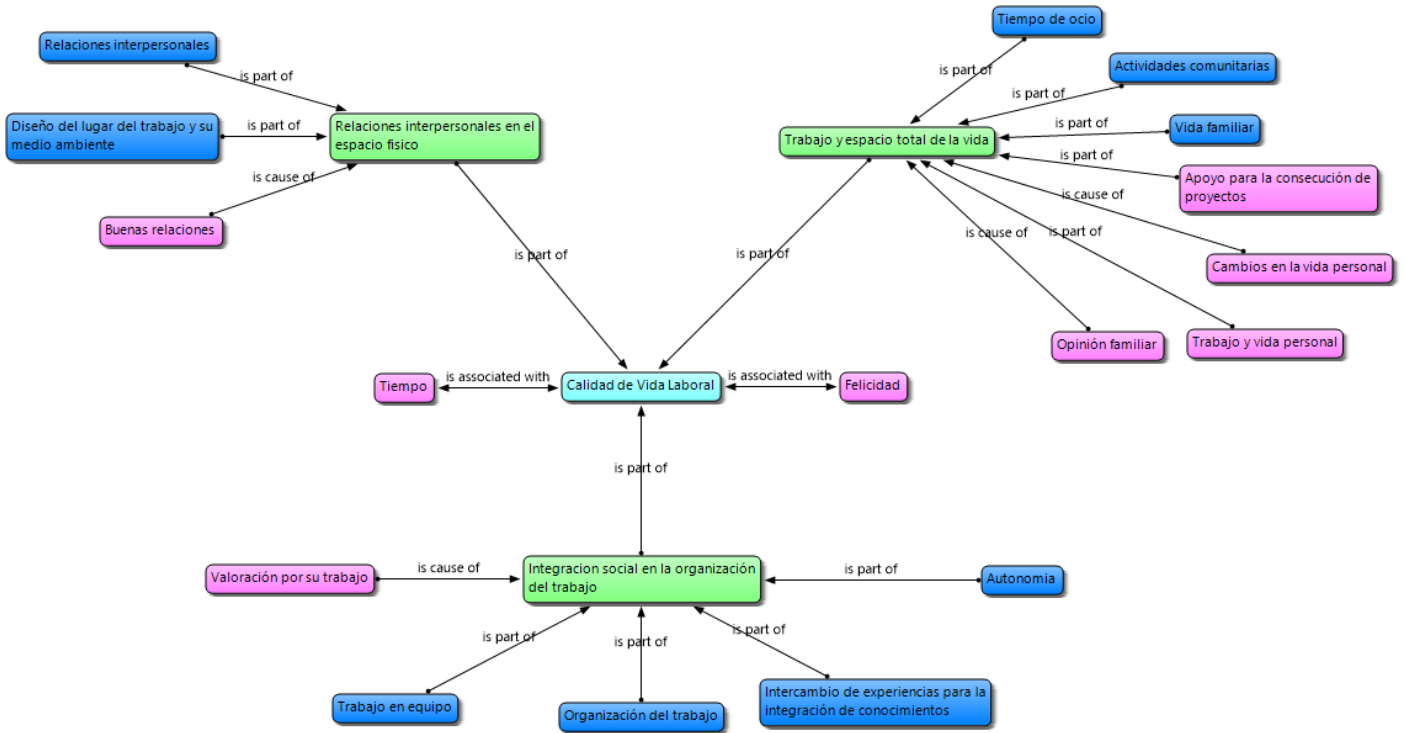 Tiempo de ocio
Relaciones interpersonales
is part of
is part of
Actividades comunitarias
is part of
Diseño del lugar del trabajo y su
medio ambiente
is part of
Relaciones interpersonales en el
espacio fisico
Trabajo y espacio total de la vida
is part of
Vida familiar
is part of
is cause of
Apoyo para la consecución de
proyectos
is cause of
Buenas relaciones
is cause of
is part of
is part of
is part of
Cambios en la vida personal
Opinión familiar
Trabajo y vida personal
Tiempo
is associated with
Calidad de Vida Laboral
is associated with
Felicidad
is part of
Valoración por su trabajo
is cause of
Integracion social en la organización
del trabajo
is part of
Autonomia
is part of
is part of
is part of
Trabajo en equipo
Organización del trabajo
Intercambio de experiencias para la
integración de conocimientos